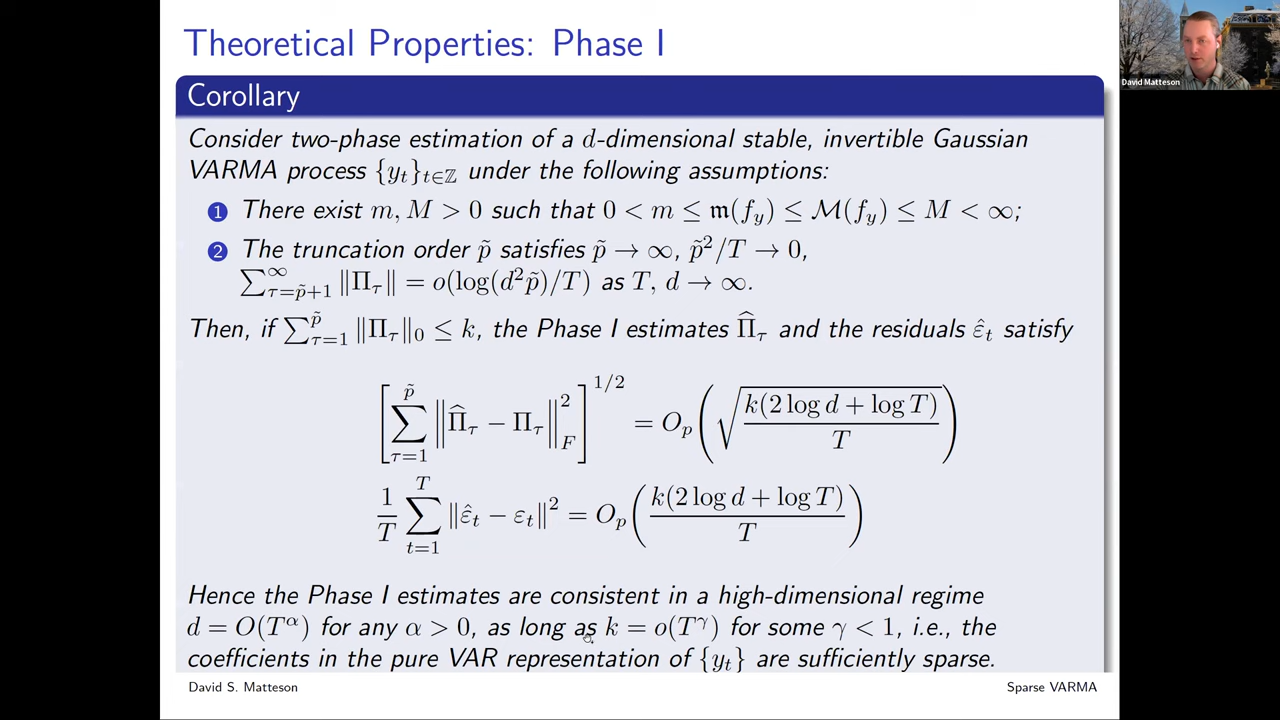 Theoretical Properties: Phase I
David Matteson
Corollary
Consider two-phase estimation of a d-dimensional stable, invertible Gaussian
VARMA process {y_t}_{t∈ℤ} under the following assumptions:
1 There exist m, M > 0 such that 0 < m ≤ 𝔪(f_y) ≤ ℳ(f_y) ≤ M < ∞;
2 The truncation order p̃ satisfies p̃ → ∞, p̃²/T → 0,
∑_{τ=p̃+1}^{∞} ‖Π_τ‖ = o(log(d²p̃)/T) as T, d → ∞.
Then, if ∑_{τ=1}^{p̃} ‖Π_τ‖₀ ≤ k, the Phase I estimates Π̂_τ and the residuals ε̂_t satisfy
[∑_{τ=1}^{p̃} ‖Π̂_τ − Π_τ‖_F^2]^{1/2} = O_p(√(k(2 log d + log T)/T))
1/T ∑_{t=1}^{T} ‖ε̂_t − ε_t‖² = O_p(k(2 log d + log T)/T)
Hence the Phase I estimates are consistent in a high-dimensional regime
d = O(T^α) for any α > 0, as long as k = o(T^γ) for some γ < 1, i.e., the
coefficients in the pure VAR representation of {y_t} are sufficiently sparse.
David S. Matteson
Sparse VARMA